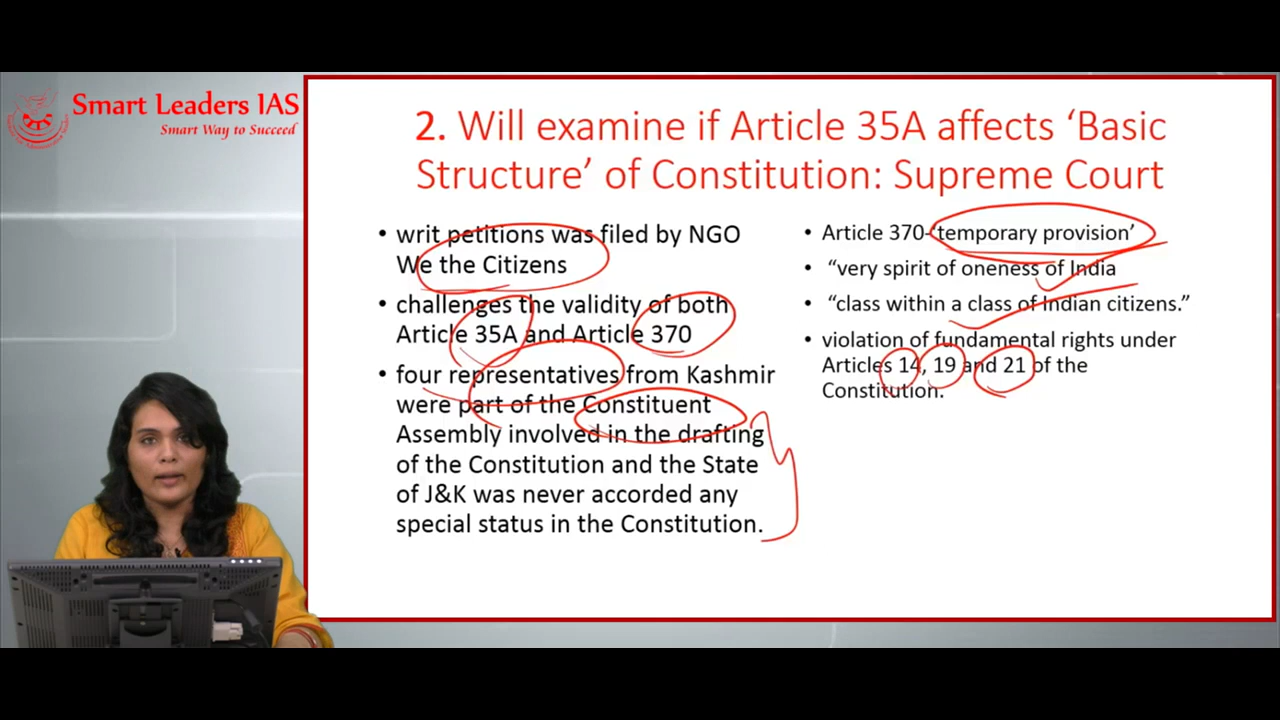 Smart Leaders IAS
Smart Way to Succeed
2. Will examine if Article 35A affects ‘Basic
Structure’ of Constitution: Supreme Court
• writ petitions was filed by NGO
We the Citizens
• challenges the validity of both
Article 35A and Article 370
• four representatives from Kashmir
were part of the Constituent
Assembly involved in the drafting
of the Constitution and the State
of J&K was never accorded any
special status in the Constitution.
• Article 370-‘temporary provision’
• “very spirit of oneness of India
• “class within a class of Indian citizens.”
• violation of fundamental rights under
Articles 14, 19 and 21 of the
Constitution.